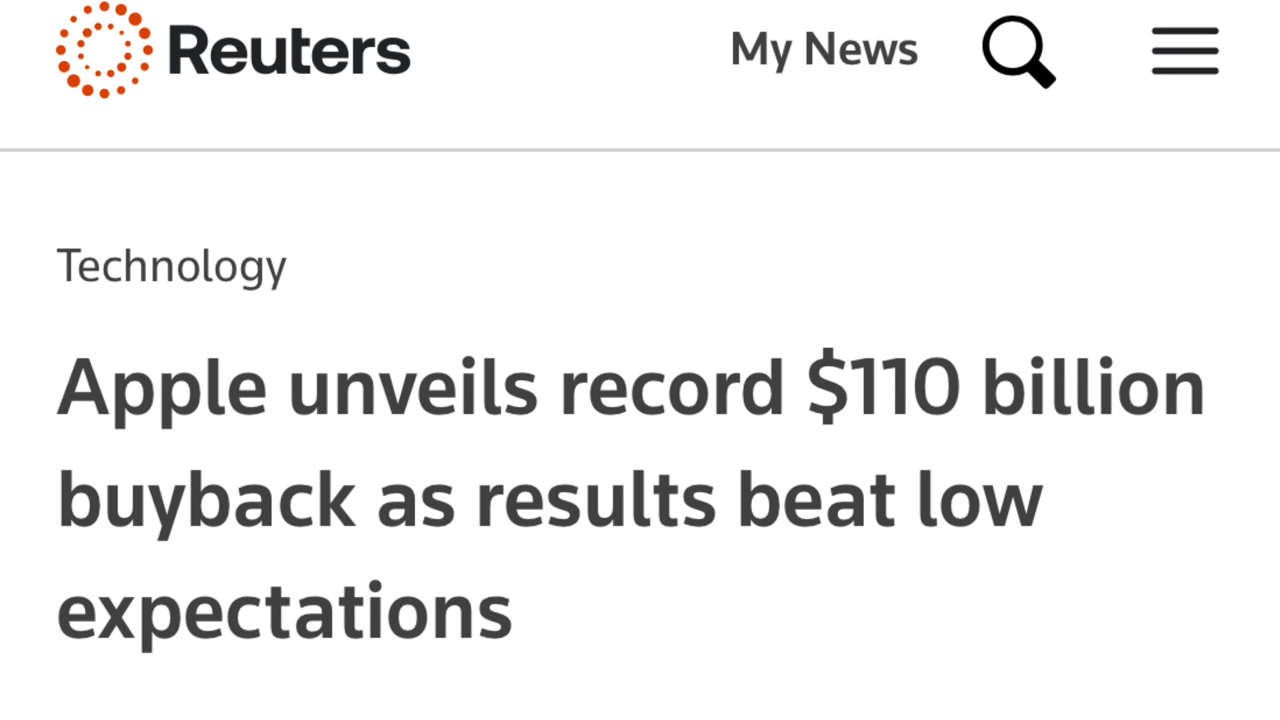 Reuters
My News
Technology
Apple unveils record $110 billion
buyback as results beat low
expectations